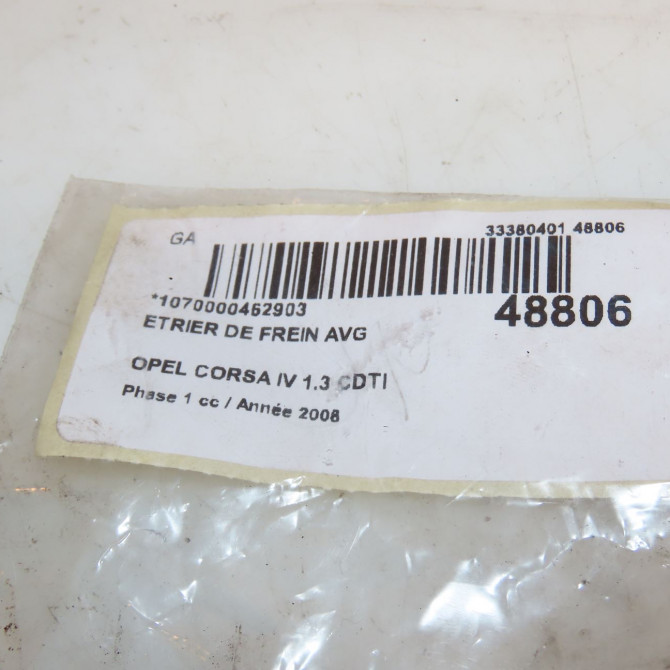 GA
33380401 48806
*1070000462903
48806
ETRIER DE FREIN AVG
OPEL CORSA IV 1.3 CDTI
Phase 1 cc / Année 2008